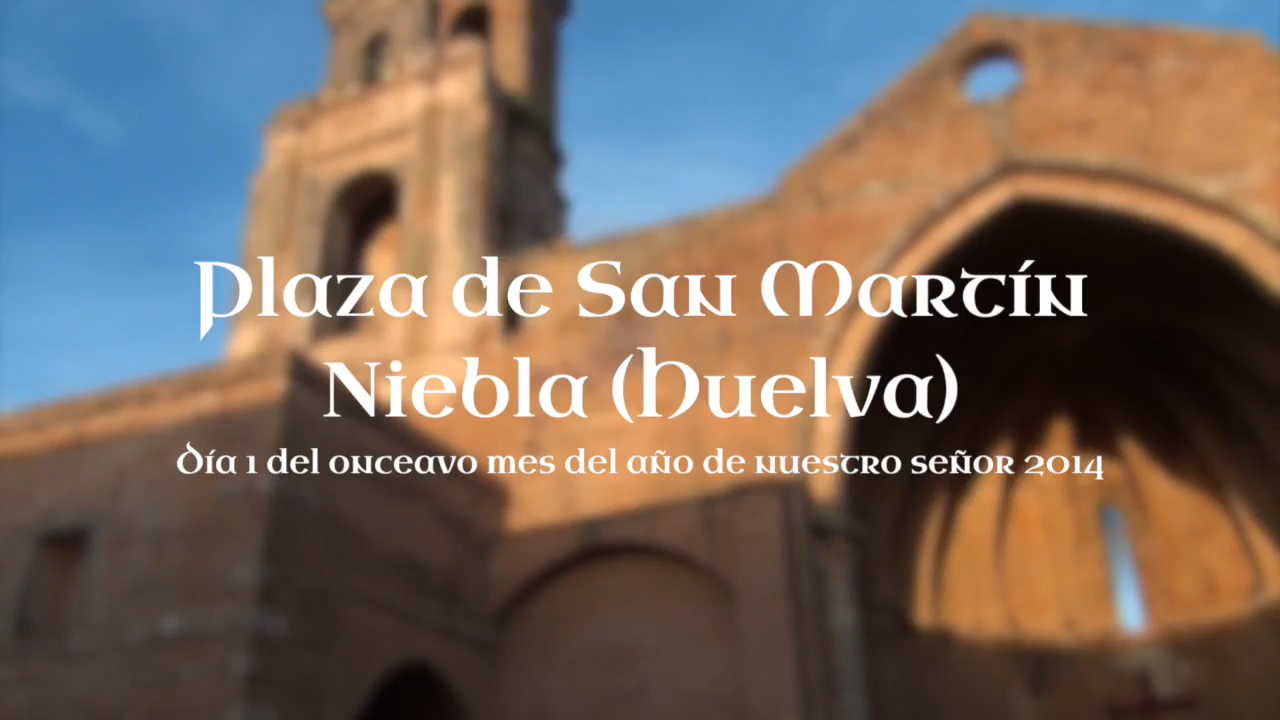 Plaza de San Martín
Niebla (Huelva)
Día 1 del onceavo mes del año de nuestro señor 2014